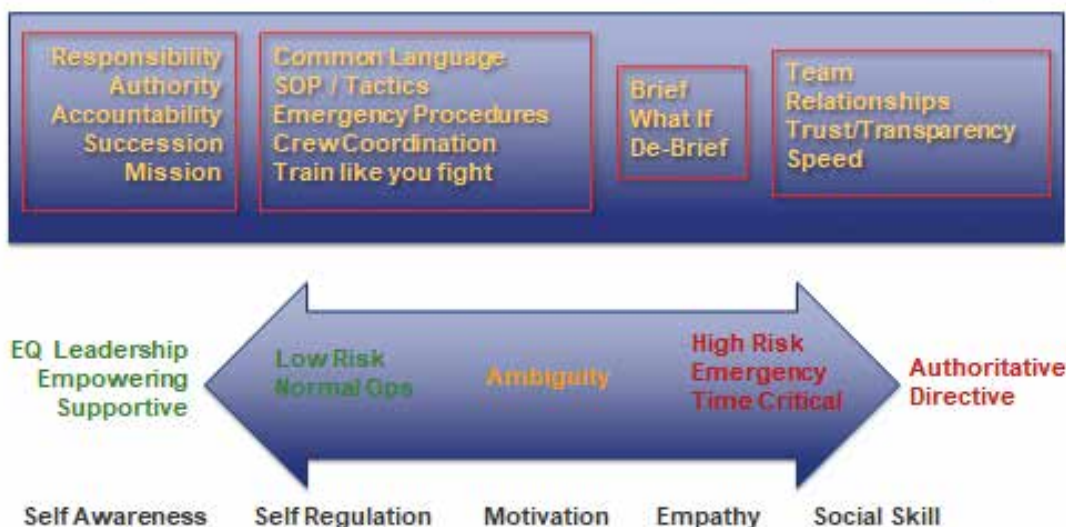 Responsibility
Authority
Accountability
Succession
Mission
Common Language
SOP / Tactics
Emergency Procedures
Crew Coordination
Train like you fight
Brief
What If
De-Brief
Team
Relationships
Trust/Transparency
Speed
EQ Leadership
Empowering
Supportive
Low Risk
Normal Ops
Ambiguity
High Risk
Emergency
Time Critical
Authoritative
Directive
Self Awareness Self Regulation Motivation Empathy Social Skill